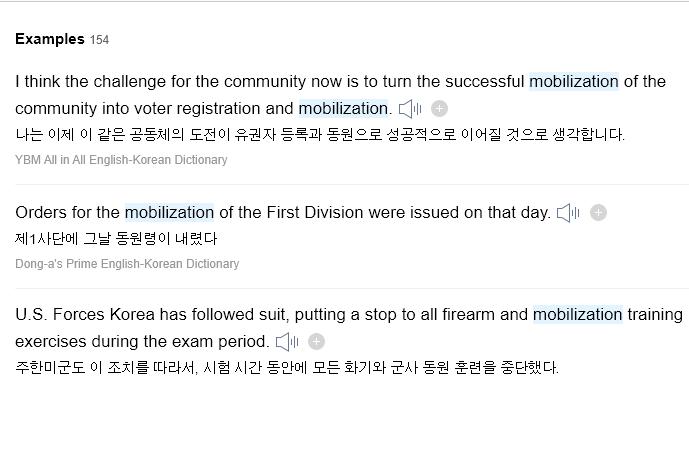 Examples 154
I think the challenge for the community now is to turn the successful mobilization of the
community into voter registration and mobilization.
나는 이제 이 같은 공동체의 도전이 유권자 등록과 동원으로 성공적으로 이어질 것으로 생각합니다.
YBM All in All English-Korean Dictionary
Orders for the mobilization of the First Division were issued on that day.
제1사단에 그날 동원령이 내렸다
Dong-a's Prime English-Korean Dictionary
U.S. Forces Korea has followed suit, putting a stop to all firearm and mobilization training
exercises during the exam period.
주한미군도 이 조치를 따라서, 시험 시간 동안에 모든 화기와 군사 동원 훈련을 중단했다.